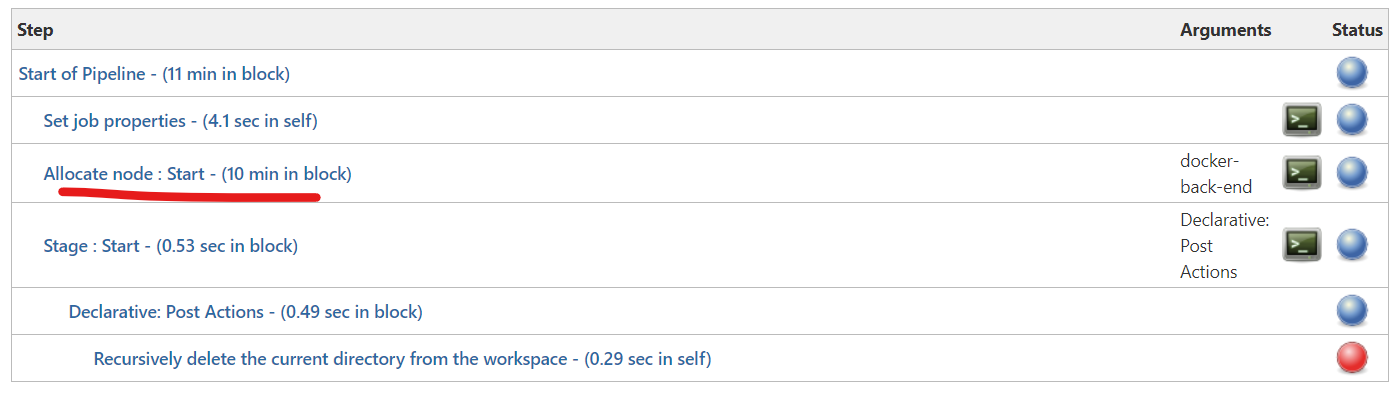 Step Arguments Status
Start of Pipeline - (11 min in block)
Set job properties - (4.1 sec in self)
Allocate node : Start - (10 min in block)
docker-
back-end
Stage : Start - (0.53 sec in block)
Declarative:
Post
Actions
Declarative: Post Actions - (0.49 sec in block)
Recursively delete the current directory from the workspace - (0.29 sec in self)